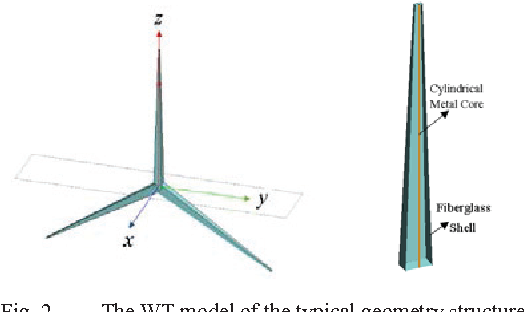 z
y
x
Cylindrical
Metal Core
Fiberglass
Shell
Fig. 2. The WT model of the typical geometry structure